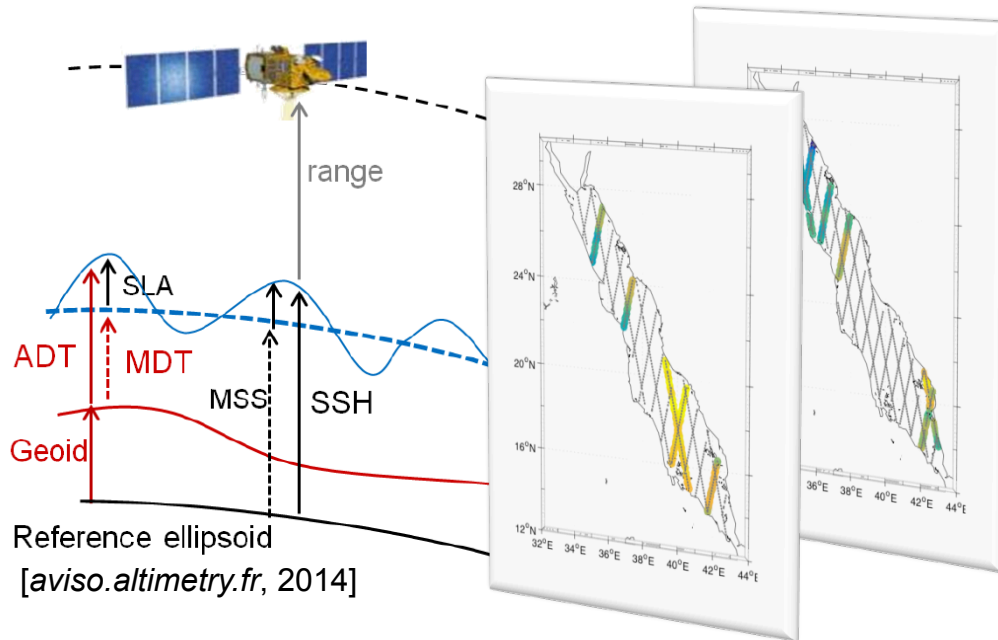 range
SLA
ADT
MDT
MSS
SSH
Geoid
Reference ellipsoid
[aviso.altimetry.fr, 2014]
28°N
24°N
20°N
16°N
12°N
32°E
34°E
36°E
38°E
40°E
42°E
44°E
36°E
38°E
40°E
42°E
44°E